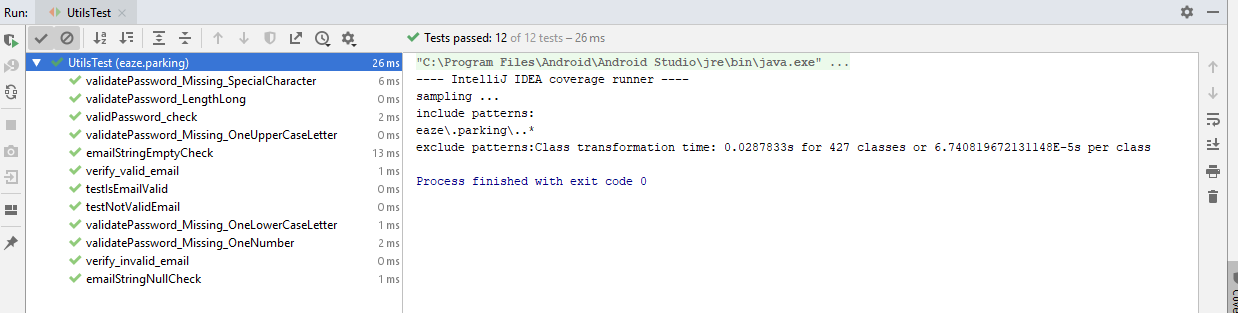 Run: UtilsTest
Tests passed: 12 of 12 tests – 26 ms
UtilsTest (eaze.parking) 26 ms
validatePassword_Missing_SpecialCharacter 6 ms
validatePassword_LengthLong 0 ms
validPassword_check 2 ms
validatePassword_Missing_OneUpperCaseLetter 0 ms
emailStringEmptyCheck 13 ms
verify_valid_email 1 ms
testIsEmailValid 0 ms
testNotValidEmail 0 ms
validatePassword_Missing_OneLowerCaseLetter 1 ms
validatePassword_Missing_OneNumber 2 ms
verify_invalid_email 0 ms
emailStringNullCheck 1 ms
"C:\Program Files\Android\Android Studio\jre\bin\java.exe" ...
---- IntelliJ IDEA coverage runner ----
sampling ...
include patterns:
eaze\.parking\..*
exclude patterns:Class transformation time: 0.0287833s for 427 classes or 6.740819672131148E-5s per class
Process finished with exit code 0